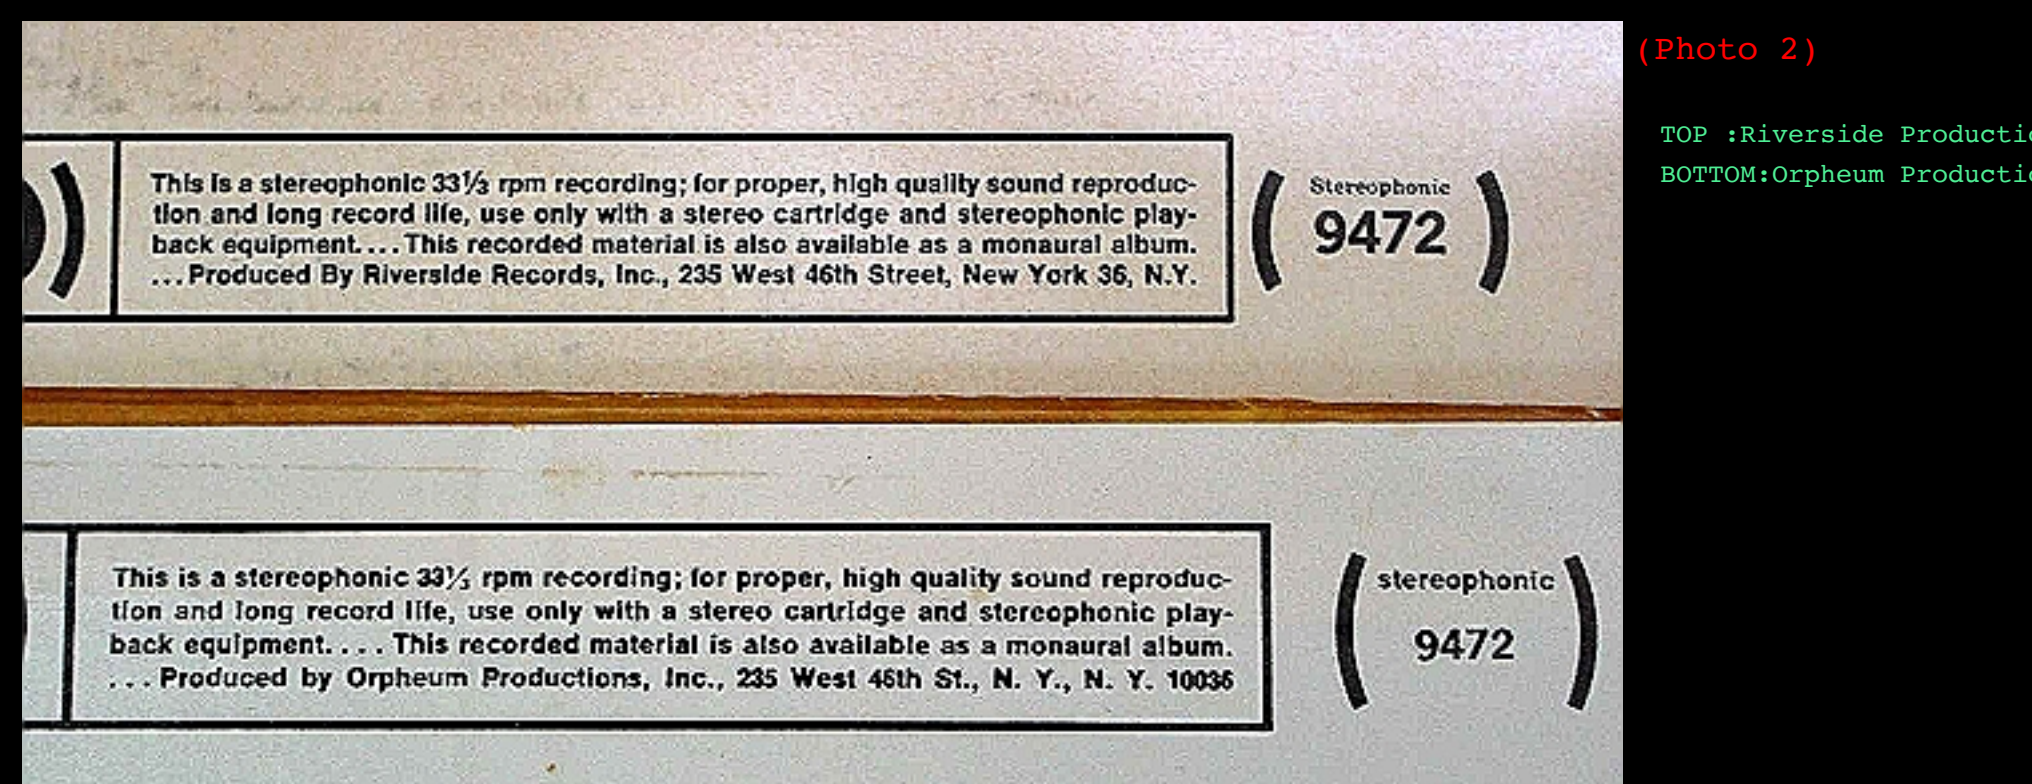 (Photo 2)
TOP :Riverside Productio
BOTTOM:Orpheum Productio
This is a stereophonic 33⅓ rpm recording; for proper, high quality sound reproduc-
tion and long record life, use only with a stereo cartridge and stereophonic play-
back equipment....This recorded material is also available as a monaural album.
...Produced By Riverside Records, Inc., 235 West 46th Street, New York 36, N.Y.
Stereophonic
9472
This is a stereophonic 33⅓ rpm recording; for proper, high quality sound reproduc-
tion and long record life, use only with a stereo cartridge and stereophonic play-
back equipment.... This recorded material is also available as a monaural album.
... Produced by Orpheum Productions, Inc., 235 West 46th St., N. Y., N. Y. 10036
stereophonic
9472